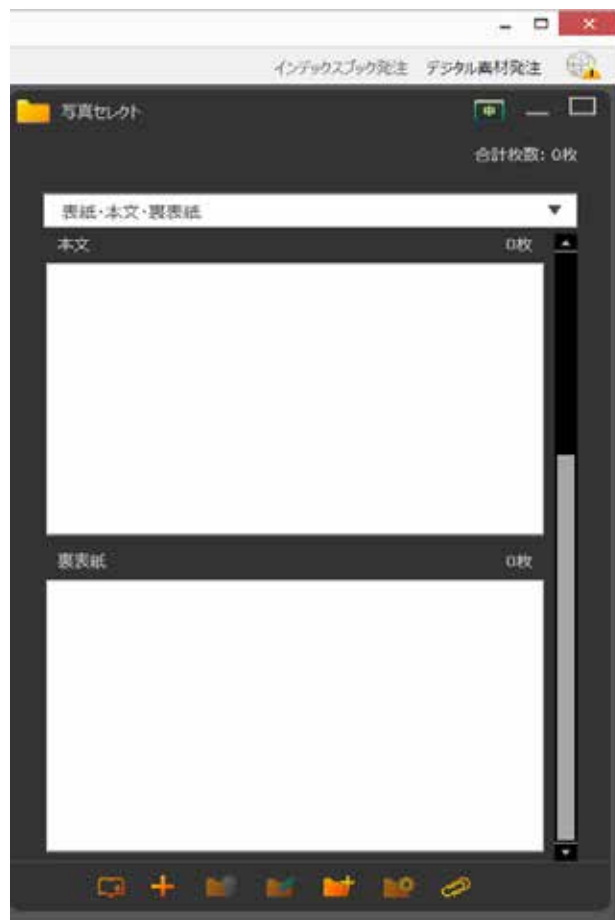 インデックスブック発注 デジタル素材発注
写真セレクト 中
合計枚数: 0枚
表紙・本文・裏表紙
本文 0枚
裏表紙 0枚